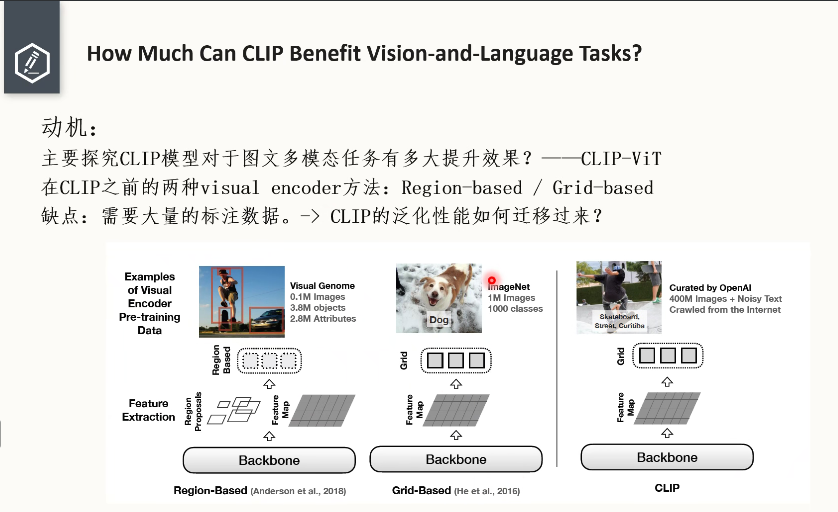 How Much Can CLIP Benefit Vision-and-Language Tasks?
动机：
主要探究CLIP模型对于图文多模态任务有多大提升效果？——CLIP-ViT
在CLIP之前的两种visual encoder方法：Region-based / Grid-based
缺点：需要大量的标注数据。-> CLIP的泛化性能如何迁移过来？
Examples
of Visual
Encoder
Pre-training
Data
Visual Genome
0.1M Images
3.8M objects
2.8M Attributes
Dog
ImageNet
1M Images
1000 classes
Skateboard,
Street, Curitiba
Curated by OpenAI
400M Images + Noisy Text
Crawled from the Internet
Region
Based
Grid
Grid
Feature
Extraction
Region
Proposals
Feature
Map
Feature
Map
Feature
Map
Backbone
Backbone
Backbone
Region-Based (Anderson et al., 2018)
Grid-Based (He et al., 2016)
CLIP